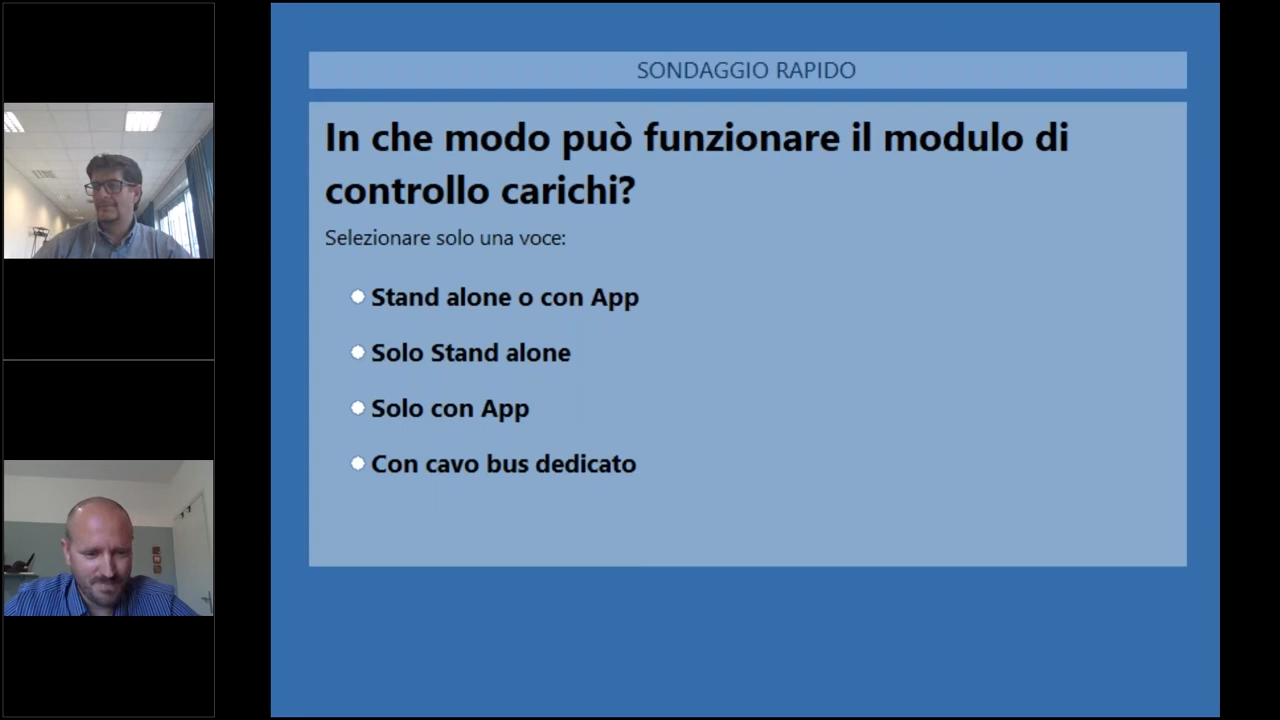 SONDAGGIO RAPIDO
In che modo può funzionare il modulo di
controllo carichi?
Selezionare solo una voce:
Stand alone o con App
Solo Stand alone
Solo con App
Con cavo bus dedicato